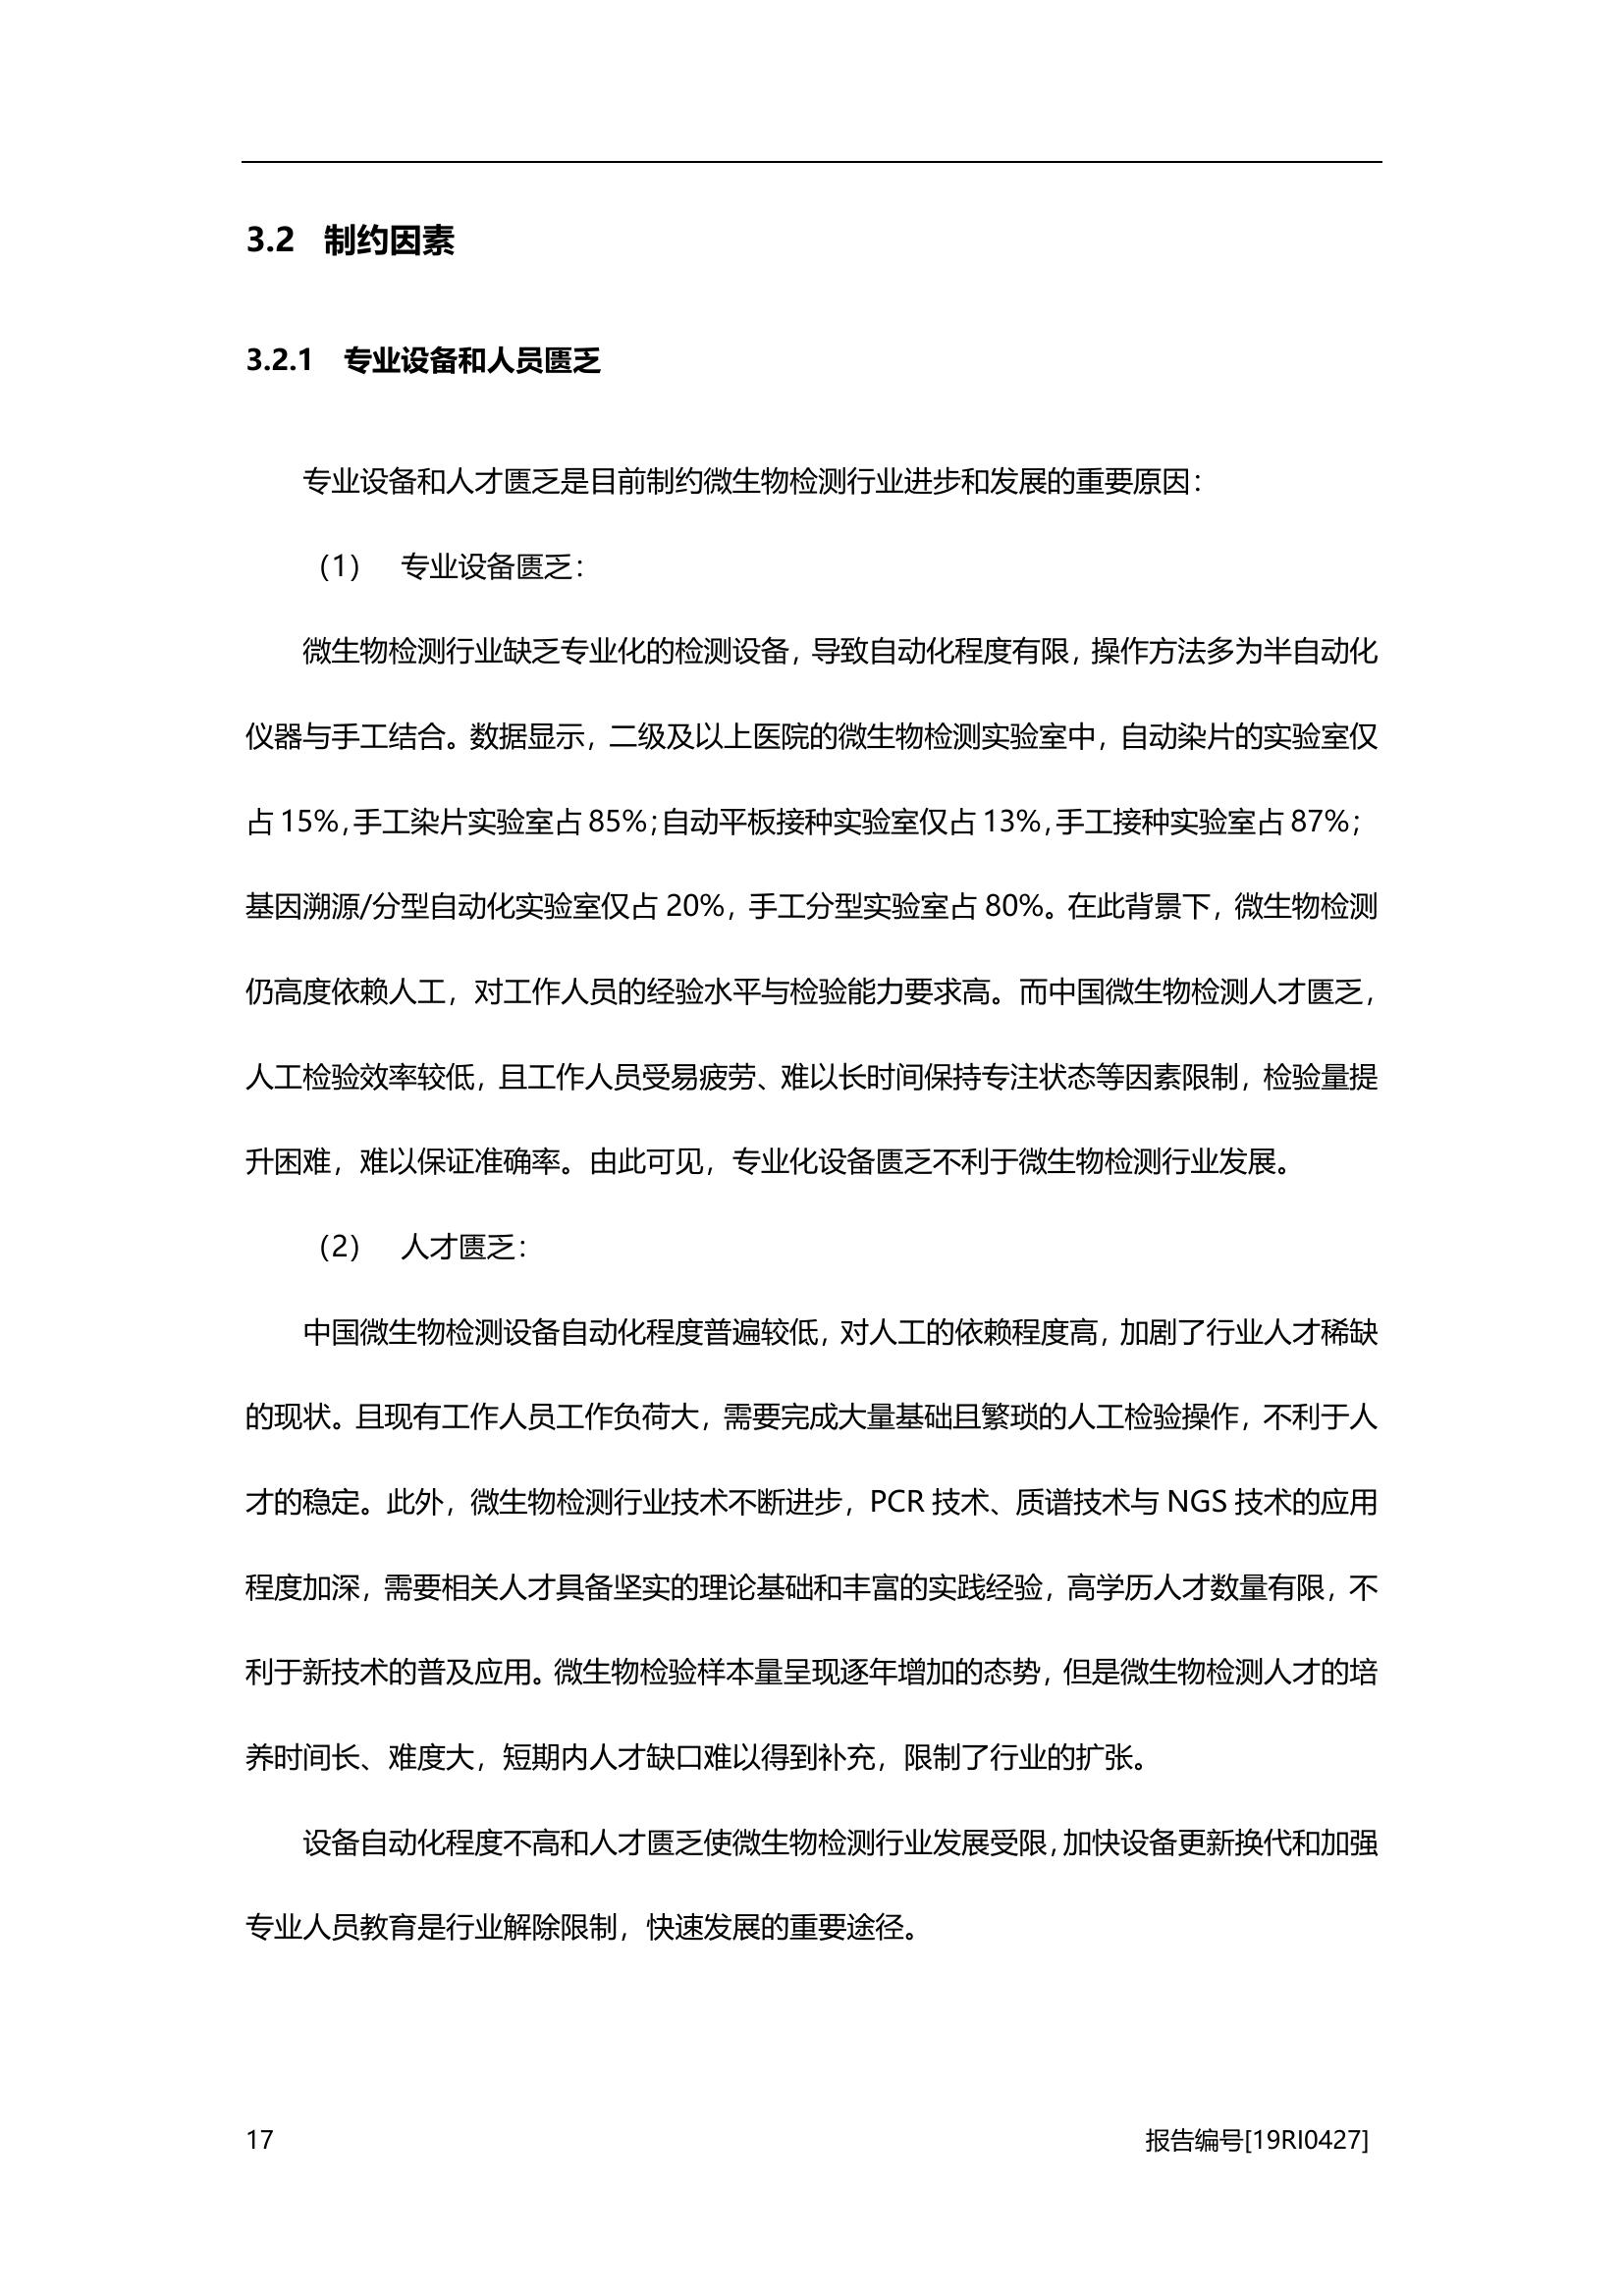 3.2 制约因素
3.2.1 专业设备和人员匮乏
专业设备和人才匮乏是目前制约微生物检测行业进步和发展的重要原因：
（1） 专业设备匮乏：
微生物检测行业缺乏专业化的检测设备，导致自动化程度有限，操作方法多为半自动化
仪器与手工结合。数据显示，二级及以上医院的微生物检测实验室中，自动染片的实验室仅
占 15%，手工染片实验室占 85%；自动平板接种实验室仅占 13%，手工接种实验室占 87%；
基因溯源/分型自动化实验室仅占 20%，手工分型实验室占 80%。在此背景下，微生物检测
仍高度依赖人工，对工作人员的经验水平与检验能力要求高。而中国微生物检测人才匮乏，
人工检验效率较低，且工作人员受易疲劳、难以长时间保持专注状态等因素限制，检验量提
升困难，难以保证准确率。由此可见，专业化设备匮乏不利于微生物检测行业发展。
（2） 人才匮乏：
中国微生物检测设备自动化程度普遍较低，对人工的依赖程度高，加剧了行业人才稀缺
的现状。且现有工作人员工作负荷大，需要完成大量基础且繁琐的人工检验操作，不利于人
才的稳定。此外，微生物检测行业技术不断进步，PCR 技术、质谱技术与 NGS 技术的应用
程度加深，需要相关人才具备坚实的理论基础和丰富的实践经验，高学历人才数量有限，不
利于新技术的普及应用。微生物检验样本量呈现逐年增加的态势，但是微生物检测人才的培
养时间长、难度大，短期内人才缺口难以得到补充，限制了行业的扩张。
设备自动化程度不高和人才匮乏使微生物检测行业发展受限，加快设备更新换代和加强
专业人员教育是行业解除限制，快速发展的重要途径。
17 报告编号[19RI0427]